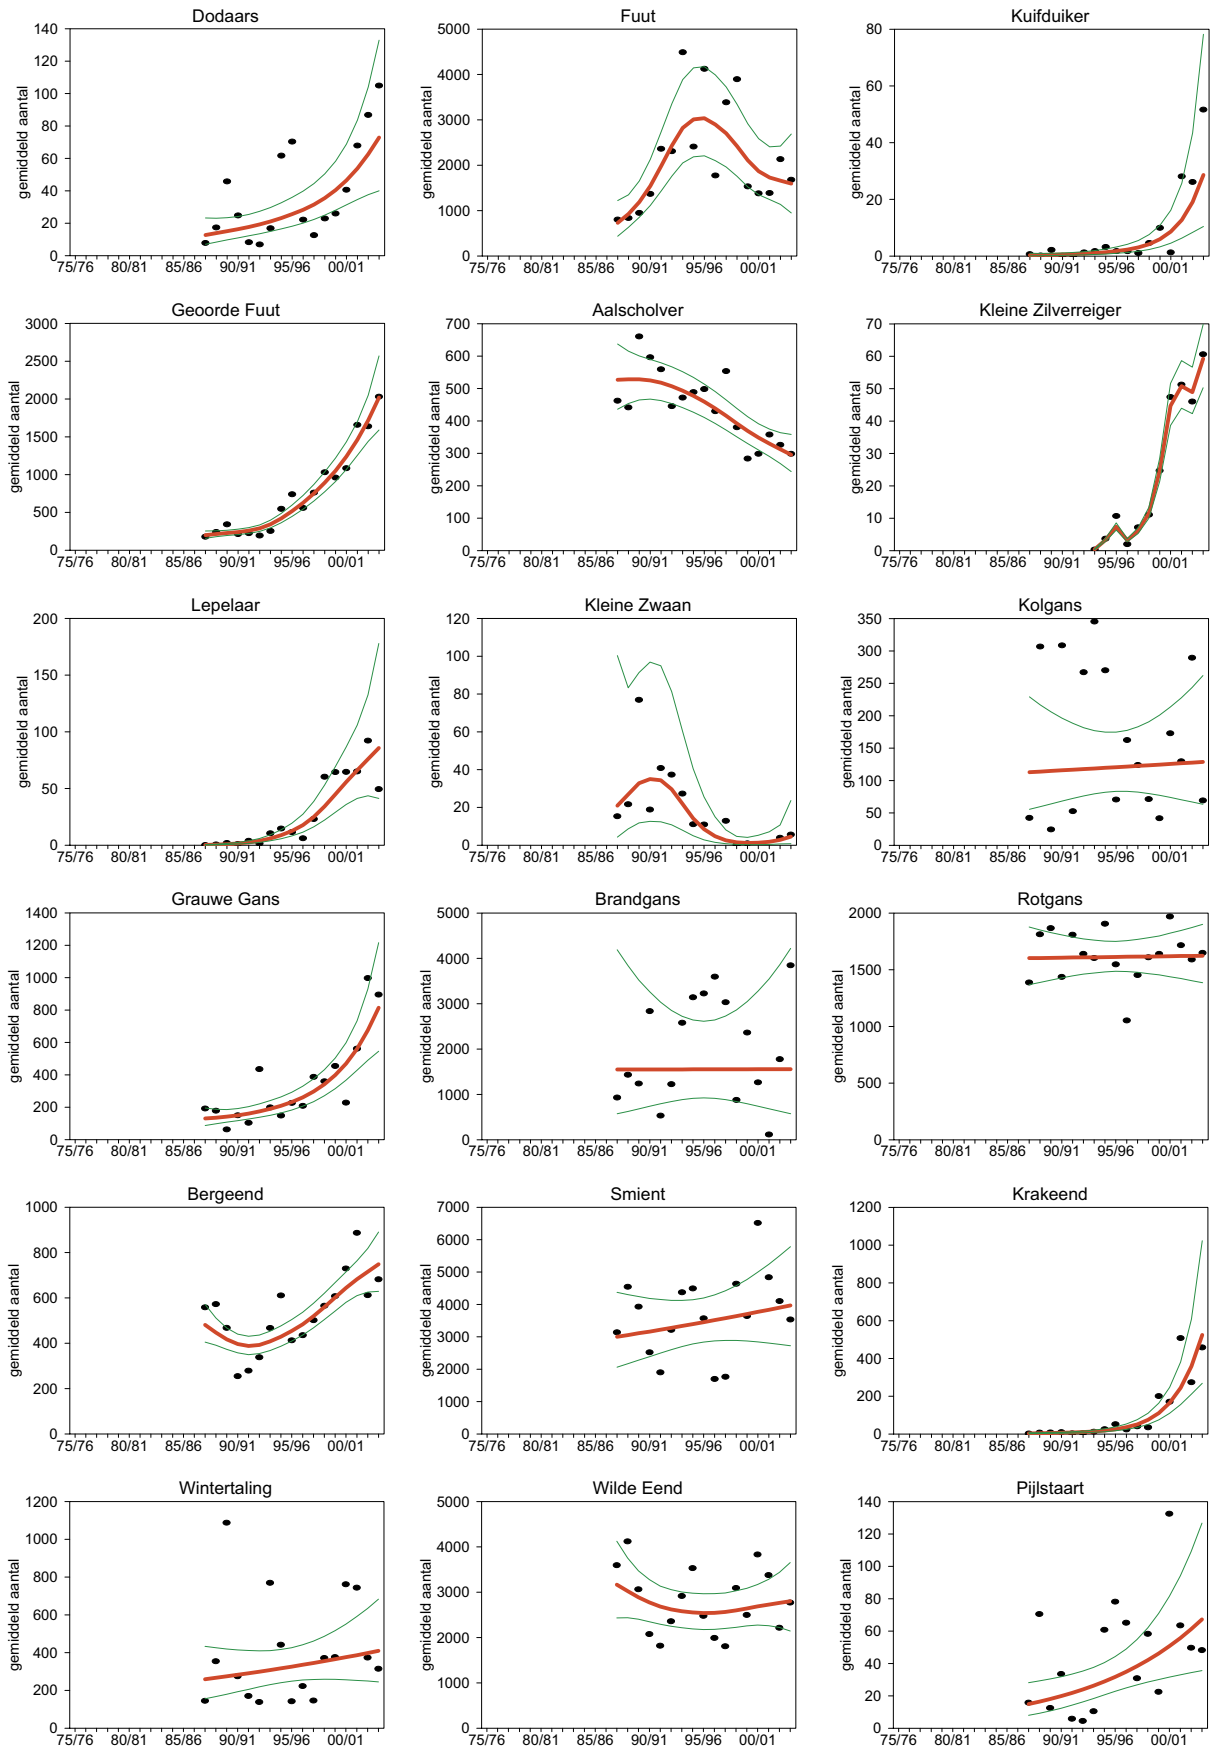 Dodaars
gemiddeld aantal
140
120
100
80
60
40
20
0
75/76 80/81 85/86 90/91 95/96 00/01
Fuut
gemiddeld aantal
5000
4000
3000
2000
1000
0
75/76 80/81 85/86 90/91 95/96 00/01
Kuifduiker
gemiddeld aantal
80
60
40
20
0
75/76 80/81 85/86 90/91 95/96 00/01
Geoorde Fuut
gemiddeld aantal
3000
2500
2000
1500
1000
500
0
75/76 80/81 85/86 90/91 95/96 00/01
Aalscholver
gemiddeld aantal
700
600
500
400
300
200
100
0
75/76 80/81 85/86 90/91 95/96 00/01
Kleine Zilverreiger
gemiddeld aantal
70
60
50
40
30
20
10
0
75/76 80/81 85/86 90/91 95/96 00/01
Lepelaar
gemiddeld aantal
200
150
100
50
0
75/76 80/81 85/86 90/91 95/96 00/01
Kleine Zwaan
gemiddeld aantal
120
100
80
60
40
20
0
75/76 80/81 85/86 90/91 95/96 00/01
Kolgans
gemiddeld aantal
350
300
250
200
150
100
50
0
75/76 80/81 85/86 90/91 95/96 00/01
Grauwe Gans
gemiddeld aantal
1400
1200
1000
800
600
400
200
0
75/76 80/81 85/86 90/91 95/96 00/01
Brandgans
gemiddeld aantal
5000
4000
3000
2000
1000
0
75/76 80/81 85/86 90/91 95/96 00/01
Rotgans
gemiddeld aantal
2000
1500
1000
500
0
75/76 80/81 85/86 90/91 95/96 00/01
Bergeend
gemiddeld aantal
1000
800
600
400
200
0
75/76 80/81 85/86 90/91 95/96 00/01
Smient
gemiddeld aantal
7000
6000
5000
4000
3000
2000
1000
0
75/76 80/81 85/86 90/91 95/96 00/01
Krakeend
gemiddeld aantal
1200
1000
800
600
400
200
0
75/76 80/81 85/86 90/91 95/96 00/01
Wintertaling
gemiddeld aantal
1200
1000
800
600
400
200
0
75/76 80/81 85/86 90/91 95/96 00/01
Wilde Eend
gemiddeld aantal
5000
4000
3000
2000
1000
0
75/76 80/81 85/86 90/91 95/96 00/01
Pijlstaart
gemiddeld aantal
140
120
100
80
60
40
20
0
75/76 80/81 85/86 90/91 95/96 00/01